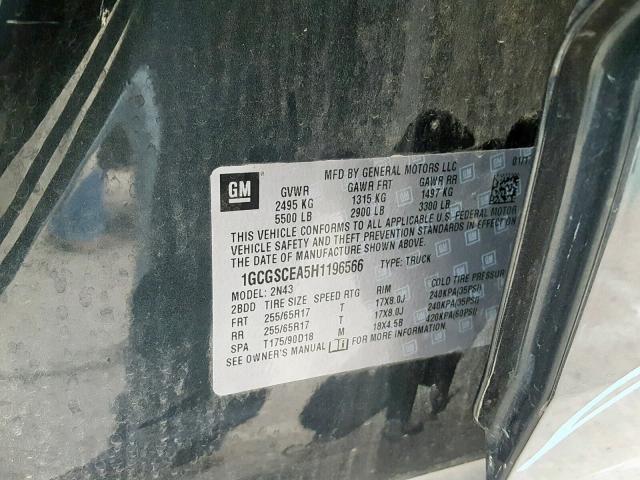 GM
MFD BY GENERAL MOTORS LLC
01/1
GVWR GAWR FRT GAWR RR
2495 KG 1315 KG 1497 KG
5500 LB 2900 LB 3300 LB
THIS VEHICLE CONFORMS TO ALL APPLICABLE U.S. FEDERAL MOTOR
VEHICLE SAFETY AND THEFT PREVENTION STANDARDS IN EFFECT ON
THE DATE OF MANUFACTURE SHOWN ABOVE.
1GCGSCEA5H1196566 TYPE: TRUCK
MODEL: 2N43
2BDD TIRE SIZE SPEED RTG RIM COLD TIRE PRESSURE
FRT 255/65R17 T 17X8.0J 240KPA(35PSI)
RR 255/65R17 T 17X8.0J 240KPA(35PSI)
SPA T175/90D18 M 18X4.5B 420KPA(60PSI)
SEE OWNER'S MANUAL